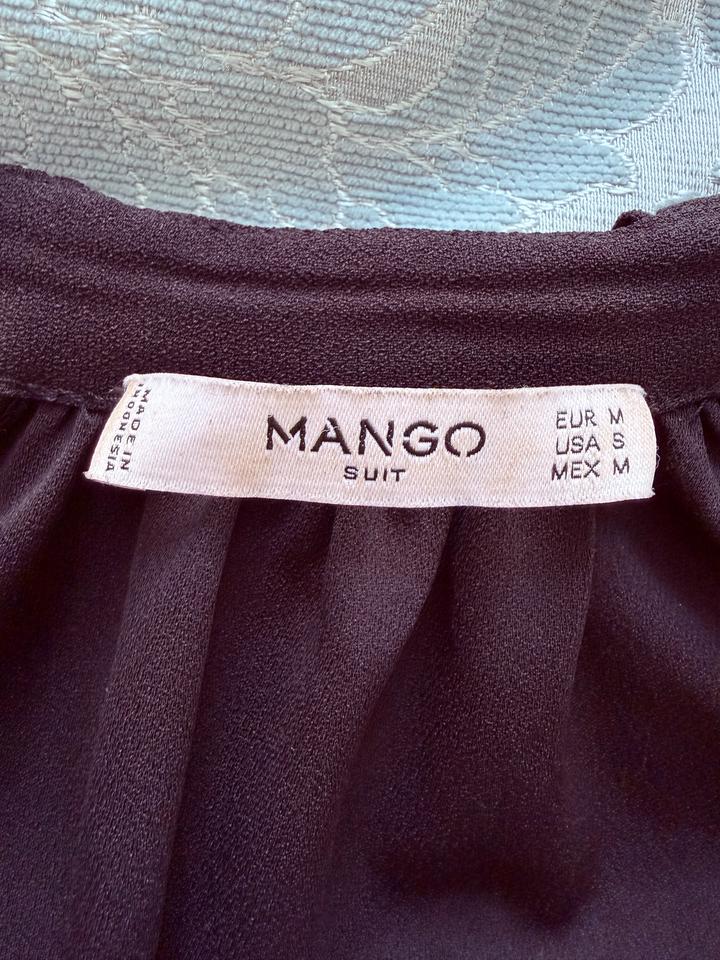 MADE IN
INDONESIA
MANGO
SUIT
EUR M
USA S
MEX M